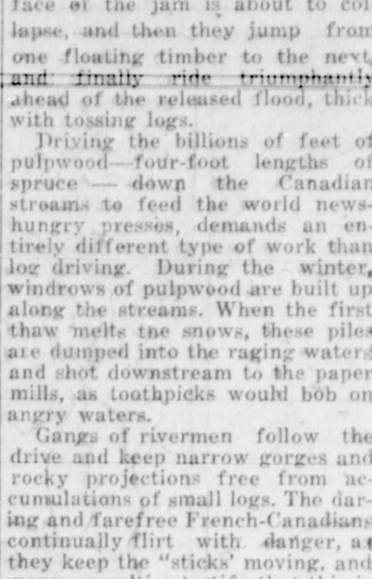 face of the jam is about to col-
lapse, and then they jump from
one floating timber to the next,
and finally ride triumphantly
ahead of the released flood, thick
with tossing logs.
Driving the billions of feet of
pulpwood—four-foot lengths of
spruce — down the Canadian
streams to feed the world news-
hungry presses, demands an en-
tirely different type of work than
log driving. During the winter,
windrows of pulpwood are built up
along the streams. When the first
thaw melts the snows, these piles
are dumped into the raging waters
and shot downstream to the paper
mills, as toothpicks would bob on
angry waters.
Gangs of rivermen follow the
drive and keep narrow gorges and
rocky projections free from ac-
cumulations of small logs. The dar-
ing and farefree French-Canadians
continually flirt with danger, as
they keep the "sticks' moving, and